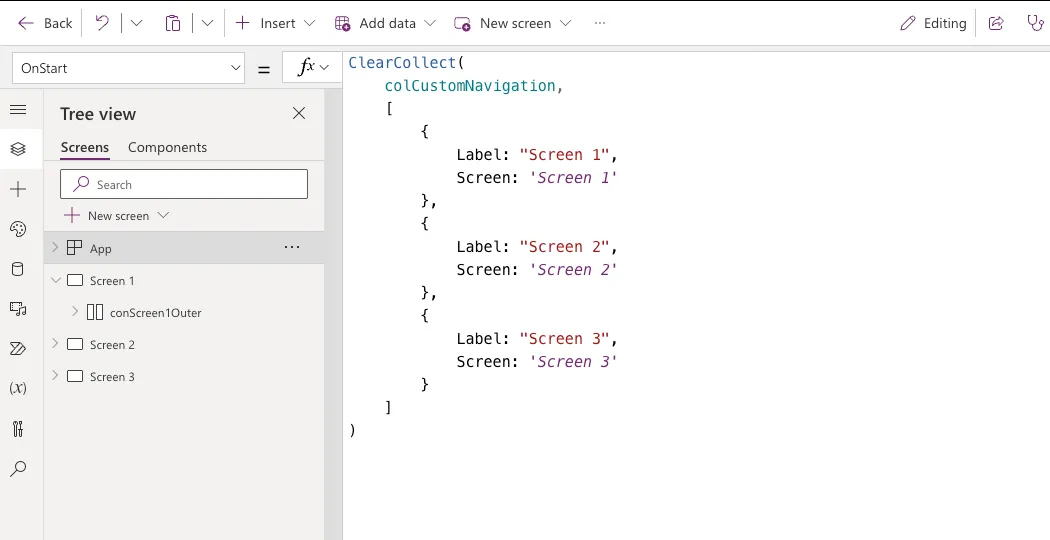 Back Insert Add data New screen ... Editing
OnStart = fx
Tree view
Screens Components
Search
New screen
App ...
Screen 1
conScreen1Outer
Screen 2
Screen 3
(x)
ClearCollect(
    colCustomNavigation,
    [
        {
            Label: "Screen 1",
            Screen: 'Screen 1'
        },
        {
            Label: "Screen 2",
            Screen: 'Screen 2'
        },
        {
            Label: "Screen 3",
            Screen: 'Screen 3'
        }
    ]
)